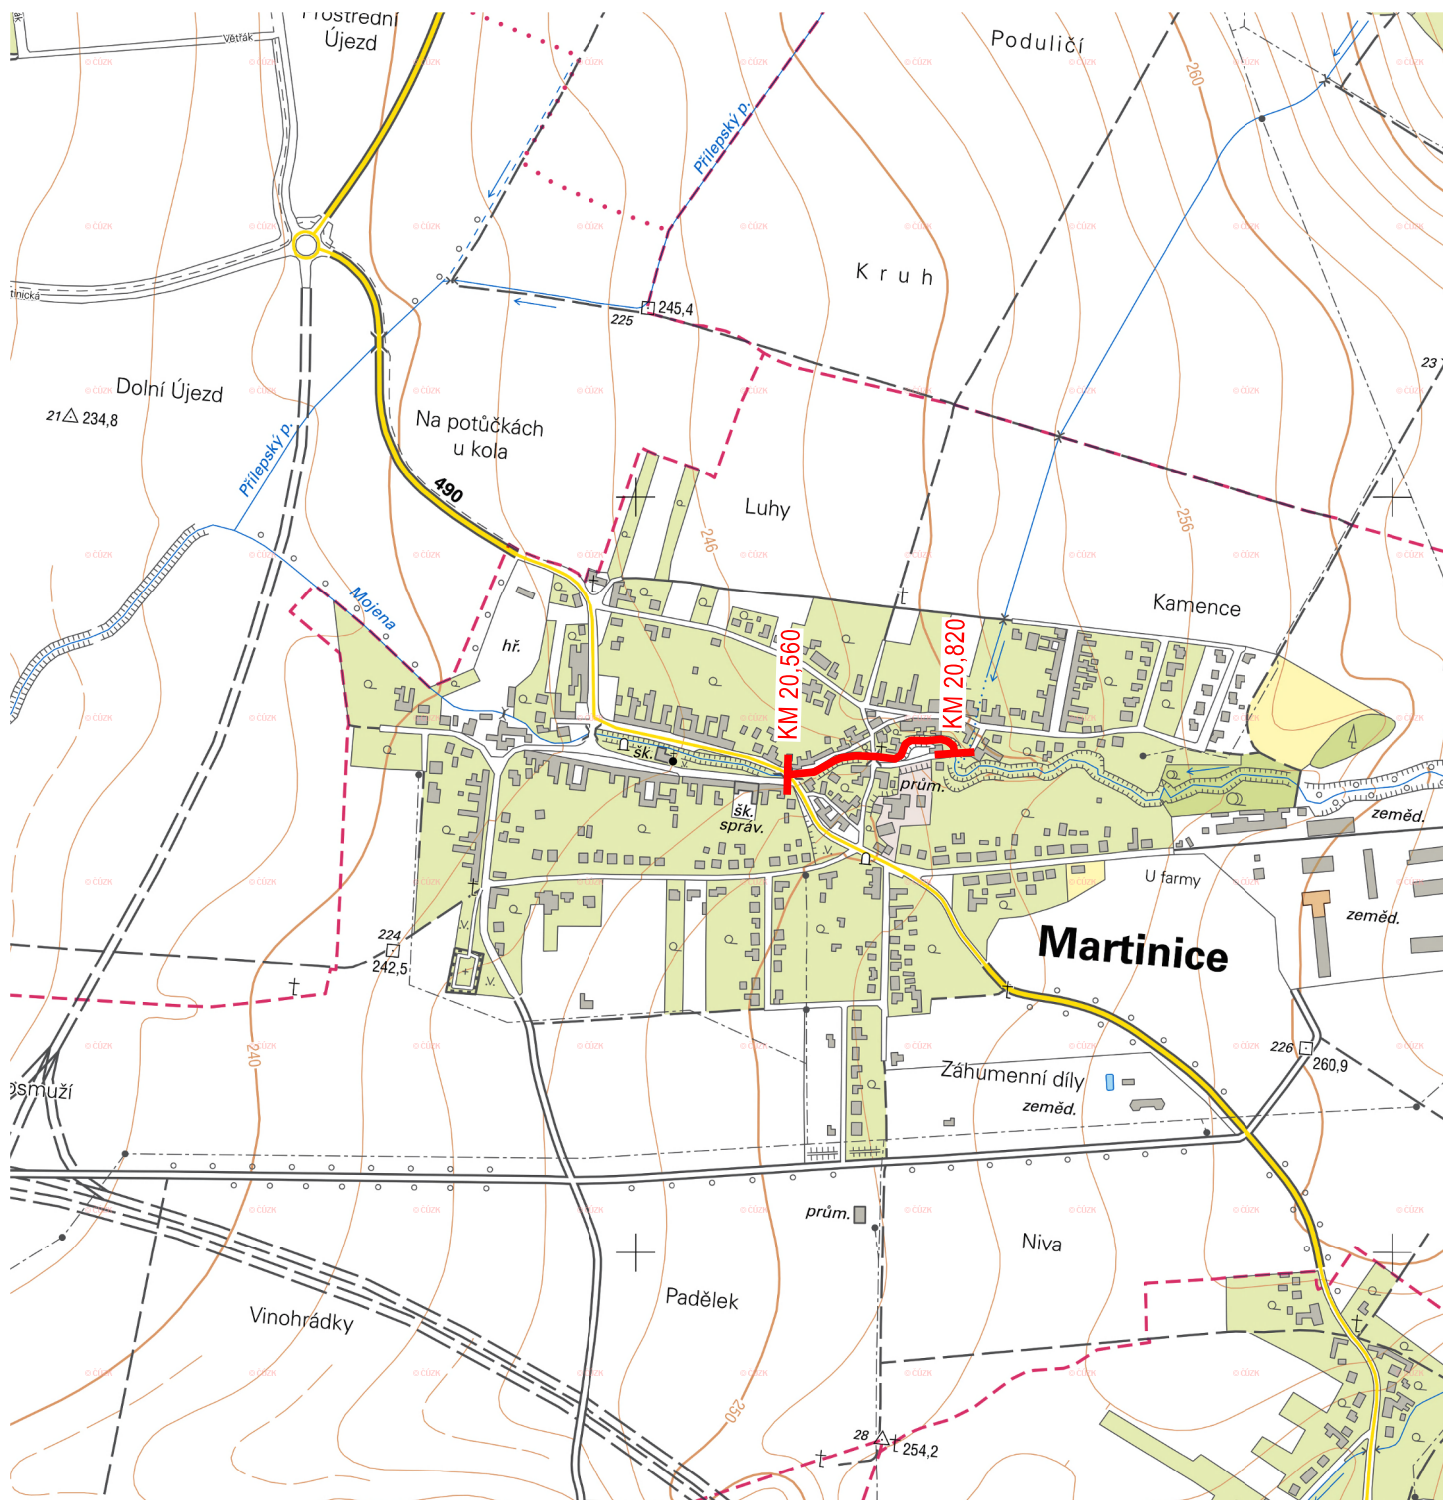 Prostřední
Újezd
Větřák
Poduličí
260
Přílepský p.
Kruh
tinická
245,4
225
Dolní Újezd
21
234,8
Na potůčkách
u kola
23
Přílepský p.
490
Luhy
246
256
Mojena
Kamence
hř.
KM 20,560
KM 20,820
šk.
prům.
šk.
správ.
zeměd.
U farmy
zeměd.
Martinice
224
242,5
240
226
260,9
osmuží
Záhumenní díly
zeměd.
prům.
Niva
Padělek
Vinohrádky
250
28
254,2
© ČÚZK